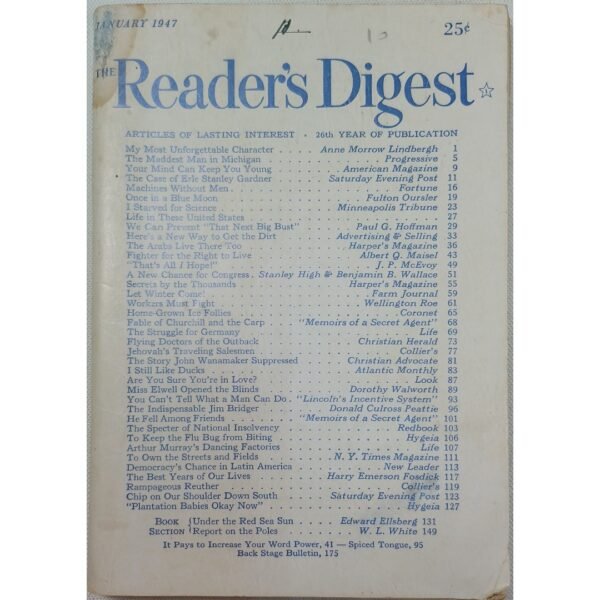 JANUARY 1947
25¢
THE Reader's Digest
ARTICLES OF LASTING INTEREST • 26th YEAR OF PUBLICATION
My Most Unforgettable Character . . . . Anne Morrow Lindbergh 1
The Maddest Man in Michigan . . . . Progressive 5
Your Mind Can Keep You Young . . . . American Magazine 9
The Case of Erle Stanley Gardner . . . . Saturday Evening Post 11
Machines Without Men . . . . Fortune 16
Once in a Blue Moon . . . . Fulton Oursler 19
I Starved for Science . . . . Minneapolis Tribune 23
Life in These United States . . . . 27
We Can Prevent "That Next Big Bust" . . . . Paul G. Hoffman 29
Here's a New Way to Get the Dirt . . . . Advertising & Selling 33
The Arabs Live There Too . . . . Harper's Magazine 36
Fighter for the Right to Live . . . . Albert Q. Maisel 43
"That's All I Hope!" . . . . J. P. McEvoy 49
A New Chance for Congress . Stanley High & Benjamin B. Wallace 51
Secrets by the Thousands . . . . Harper's Magazine 55
Let Winter Come! . . . . Farm Journal 59
Workers Must Fight . . . . Wellington Roe 61
Home-Grown Ice Follies . . . . Coronet 65
Fable of Churchill and the Carp . . "Memoirs of a Secret Agent" 68
The Struggle for Germany . . . . Life 69
Flying Doctors of the Outback . . . . Christian Herald 73
Jehovah's Traveling Salesmen . . . . Collier's 77
The Story John Wanamaker Suppressed . . . . Christian Advocate 81
I Still Like Ducks . . . . Atlantic Monthly 83
Are You Sure You're in Love? . . . . Look 87
Miss Elwell Opened the Blinds . . . . Dorothy Walworth 89
You Can't Tell What a Man Can Do . "Lincoln's Incentive System" 93
The Indispensable Jim Bridger . . . . Donald Culross Peattie 96
He Fell Among Friends . . . . "Memoirs of a Secret Agent" 101
The Specter of National Insolvency . . . . Redbook 103
To Keep the Flu Bug from Biting . . . . Hygeia 106
Arthur Murray's Dancing Factories . . . . Life 107
To Own the Streets and Fields . . . . N. Y. Times Magazine 111
Democracy's Chance in Latin America . . . . New Leader 113
The Best Years of Our Lives . . . . Harry Emerson Fosdick 117
Rampageous Reuther . . . . Collier's 119
Chip on Our Shoulder Down South . . . . Saturday Evening Post 123
"Plantation Babies Okay Now" . . . . Hygeia 127
BOOK SECTION
Under the Red Sea Sun . . . . Edward Ellsberg 131
Report on the Poles . . . . W. L. White 149
It Pays to Increase Your Word Power, 41 — Spiced Tongue, 95
Back Stage Bulletin, 175